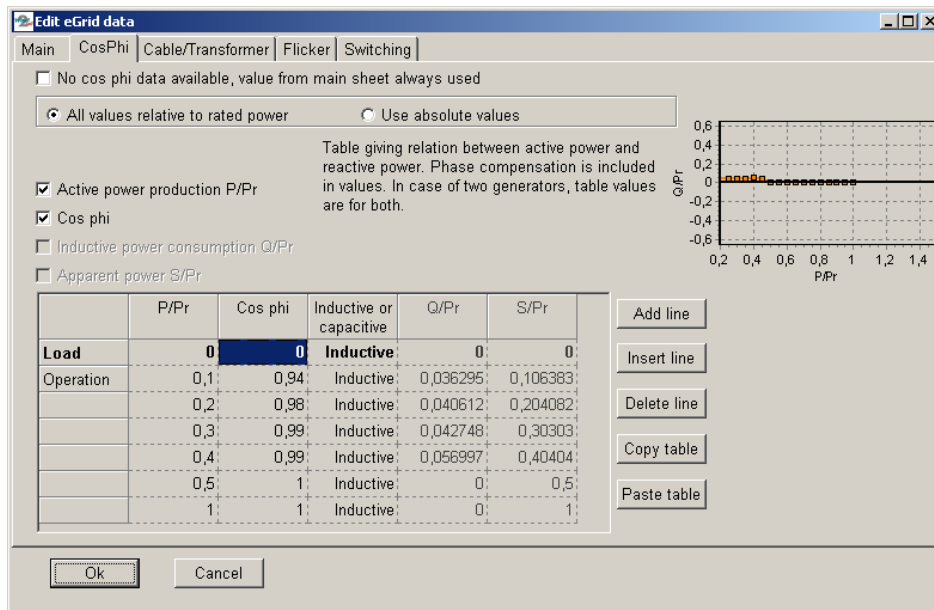 Edit eGrid data
Main CosPhi Cable/Transformer Flicker Switching
No cos phi data available, value from main sheet always used
All values relative to rated power Use absolute values
Table giving relation between active power and
reactive power. Phase compensation is included
in values. In case of two generators, table values
are for both.
Active power production P/Pr
Cos phi
Inductive power consumption Q/Pr
Apparent power S/Pr
0,6
0,4
0,2
0
-0,2
-0,4
-0,6
Q/Pr
0,2 0,4 0,6 0,8 1 1,2 1,4
P/Pr
P/Pr Cos phi Inductive or Q/Pr S/Pr
capacitive
Load 0 0 Inductive 0 0
Operation 0,1 0,94 Inductive 0,036295 0,106383
0,2 0,98 Inductive 0,040612 0,204082
0,3 0,99 Inductive 0,042748 0,30303
0,4 0,99 Inductive 0,056997 0,40404
0,5 1 Inductive 0 0,5
1 1 Inductive 0 1
Add line
Insert line
Delete line
Copy table
Paste table
Ok Cancel